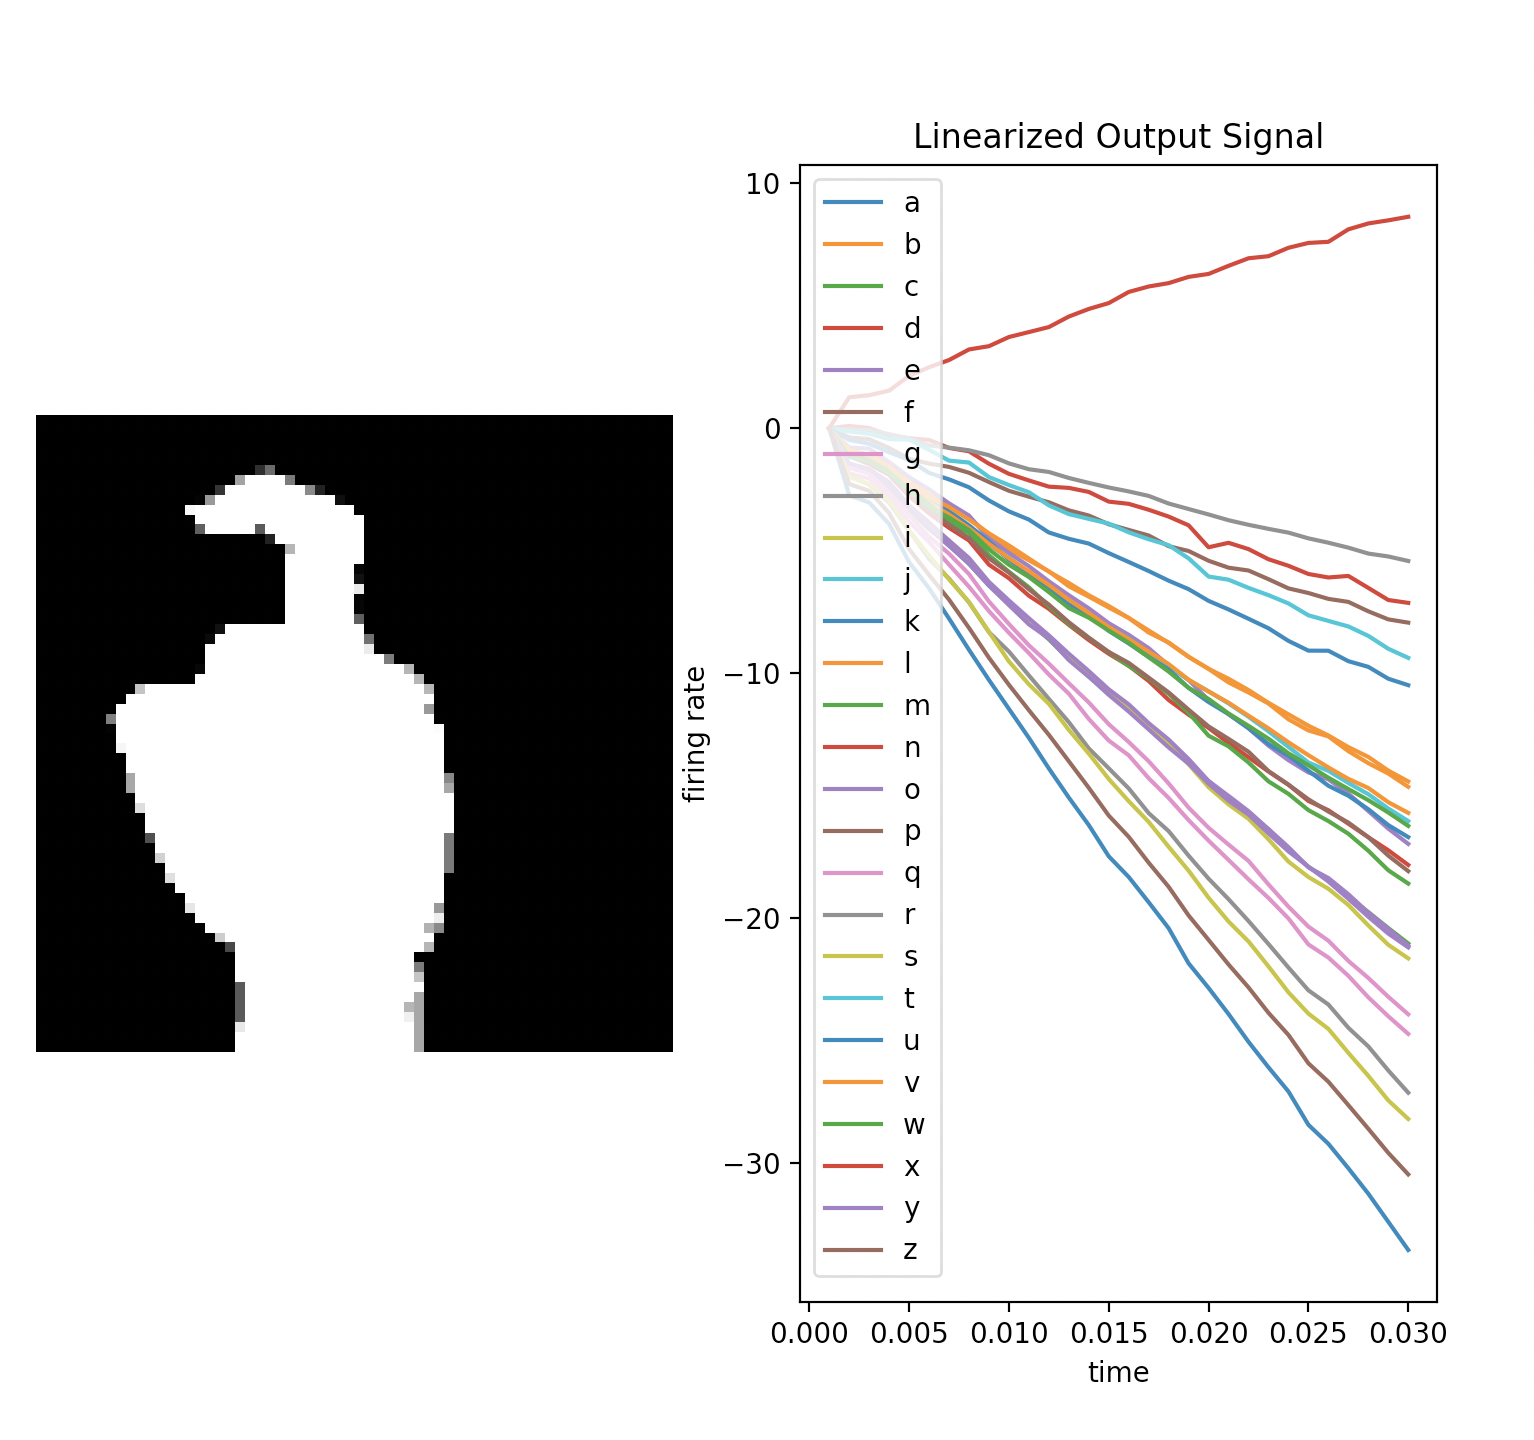 Linearized Output Signal
firing rate
10
0
−10
−20
−30
a
b
c
d
e
f
g
h
i
j
k
l
m
n
o
p
q
r
s
t
u
v
w
x
y
z
0.000 0.005 0.010 0.015 0.020 0.025 0.030
time